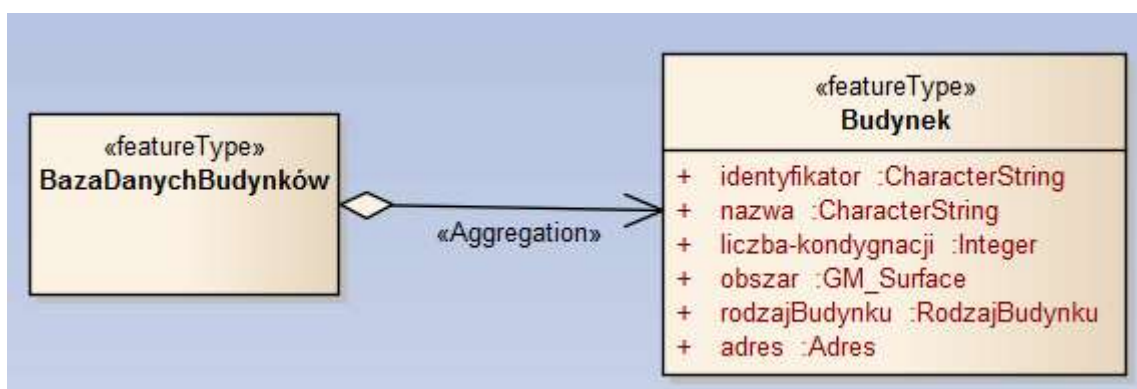 «featureType»
BazaDanychBudynków
«Aggregation»
«featureType»
Budynek
+ identyfikator :CharacterString
+ nazwa :CharacterString
+ liczba-kondygnacji :Integer
+ obszar :GM_Surface
+ rodzajBudynku :RodzajBudynku
+ adres :Adres